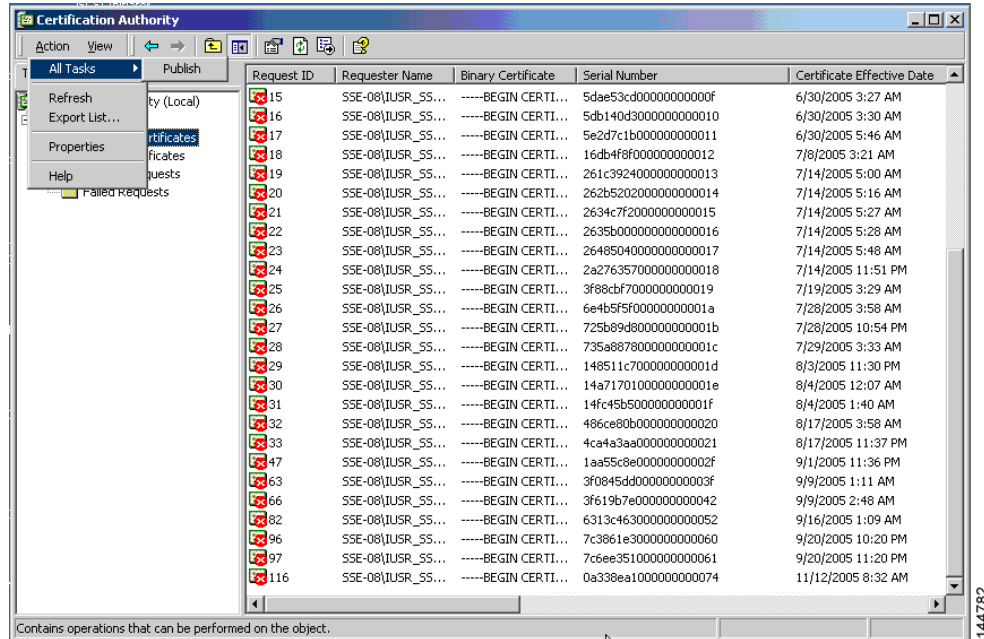 Certification Authority
Action View
All Tasks Publish
Refresh
Export List...
Properties
Help
ty (Local)
rtificates
ficates
quests
Failed Requests
Request ID Requester Name Binary Certificate Serial Number Certificate Effective Date
15 SSE-08\IUSR_SS... -----BEGIN CERTI... 5dae53cd00000000000f 6/30/2005 3:27 AM
16 SSE-08\IUSR_SS... -----BEGIN CERTI... 5db140d3000000000010 6/30/2005 3:30 AM
17 SSE-08\IUSR_SS... -----BEGIN CERTI... 5e2d7c1b000000000011 6/30/2005 5:46 AM
18 SSE-08\IUSR_SS... -----BEGIN CERTI... 16db4f8f000000000012 7/8/2005 3:21 AM
19 SSE-08\IUSR_SS... -----BEGIN CERTI... 261c3924000000000013 7/14/2005 5:00 AM
20 SSE-08\IUSR_SS... -----BEGIN CERTI... 262b5202000000000014 7/14/2005 5:16 AM
21 SSE-08\IUSR_SS... -----BEGIN CERTI... 2634c7f2000000000015 7/14/2005 5:27 AM
22 SSE-08\IUSR_SS... -----BEGIN CERTI... 2635b000000000000016 7/14/2005 5:28 AM
23 SSE-08\IUSR_SS... -----BEGIN CERTI... 26485040000000000017 7/14/2005 5:48 AM
24 SSE-08\IUSR_SS... -----BEGIN CERTI... 2a276357000000000018 7/14/2005 11:51 PM
25 SSE-08\IUSR_SS... -----BEGIN CERTI... 3f88cbf7000000000019 7/19/2005 3:29 AM
26 SSE-08\IUSR_SS... -----BEGIN CERTI... 6e4b5f5f00000000001a 7/28/2005 3:58 AM
27 SSE-08\IUSR_SS... -----BEGIN CERTI... 725b89d800000000001b 7/28/2005 10:54 PM
28 SSE-08\IUSR_SS... -----BEGIN CERTI... 735a887800000000001c 7/29/2005 3:33 AM
29 SSE-08\IUSR_SS... -----BEGIN CERTI... 148511c700000000001d 8/3/2005 11:30 PM
30 SSE-08\IUSR_SS... -----BEGIN CERTI... 14a7170100000000001e 8/4/2005 12:07 AM
31 SSE-08\IUSR_SS... -----BEGIN CERTI... 14fc45b500000000001f 8/4/2005 1:40 AM
32 SSE-08\IUSR_SS... -----BEGIN CERTI... 486ce80b000000000020 8/17/2005 3:58 AM
33 SSE-08\IUSR_SS... -----BEGIN CERTI... 4ca4a3aa000000000021 8/17/2005 11:37 PM
47 SSE-08\IUSR_SS... -----BEGIN CERTI... 1aa55c8e00000000002f 9/1/2005 11:36 PM
63 SSE-08\IUSR_SS... -----BEGIN CERTI... 3f0845dd00000000003f 9/9/2005 1:11 AM
66 SSE-08\IUSR_SS... -----BEGIN CERTI... 3f619b7e000000000042 9/9/2005 2:48 AM
82 SSE-08\IUSR_SS... -----BEGIN CERTI... 6313c463000000000052 9/16/2005 1:09 AM
96 SSE-08\IUSR_SS... -----BEGIN CERTI... 7c3861e3000000000060 9/20/2005 10:20 PM
97 SSE-08\IUSR_SS... -----BEGIN CERTI... 7c6ee351000000000061 9/20/2005 11:20 PM
116 SSE-08\IUSR_SS... -----BEGIN CERTI... 0a338ea1000000000074 11/12/2005 8:32 AM
Contains operations that can be performed on the object.
144782